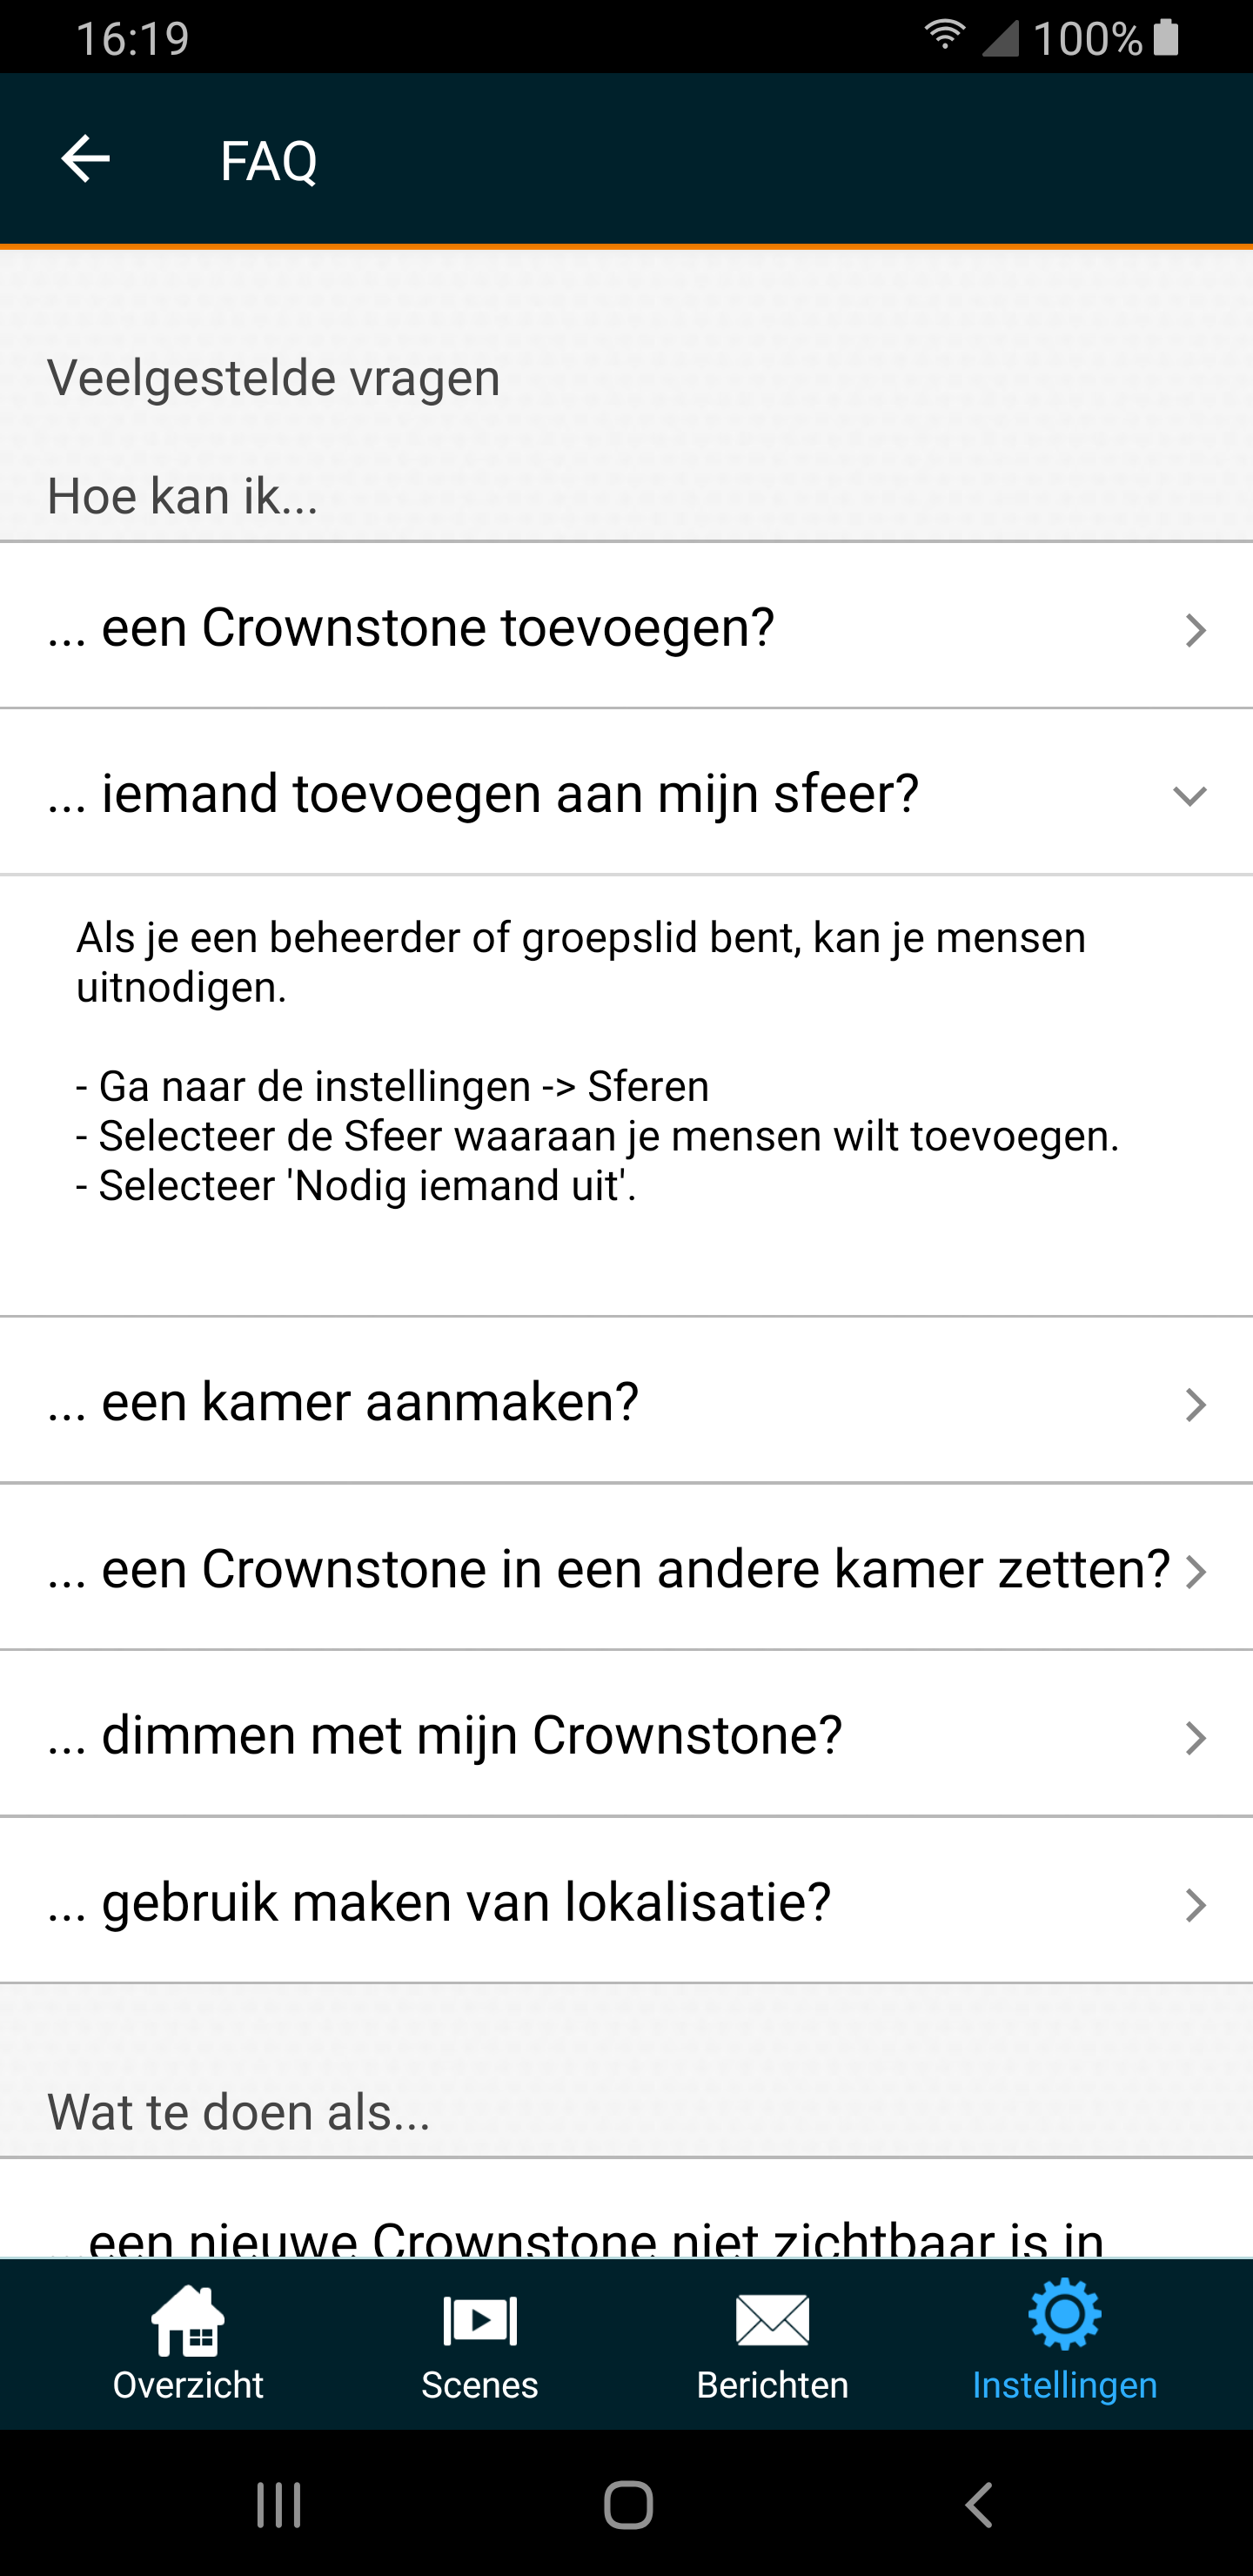 16:19
100%
FAQ
Veelgestelde vragen
Hoe kan ik...
... een Crownstone toevoegen?
... iemand toevoegen aan mijn sfeer?
Als je een beheerder of groepslid bent, kan je mensen
uitnodigen.
- Ga naar de instellingen -> Sferen
- Selecteer de Sfeer waaraan je mensen wilt toevoegen.
- Selecteer 'Nodig iemand uit'.
... een kamer aanmaken?
... een Crownstone in een andere kamer zetten?
... dimmen met mijn Crownstone?
... gebruik maken van lokalisatie?
Wat te doen als...
...een nieuwe Crownstone niet zichtbaar is in
Overzicht
Scenes
Berichten
Instellingen